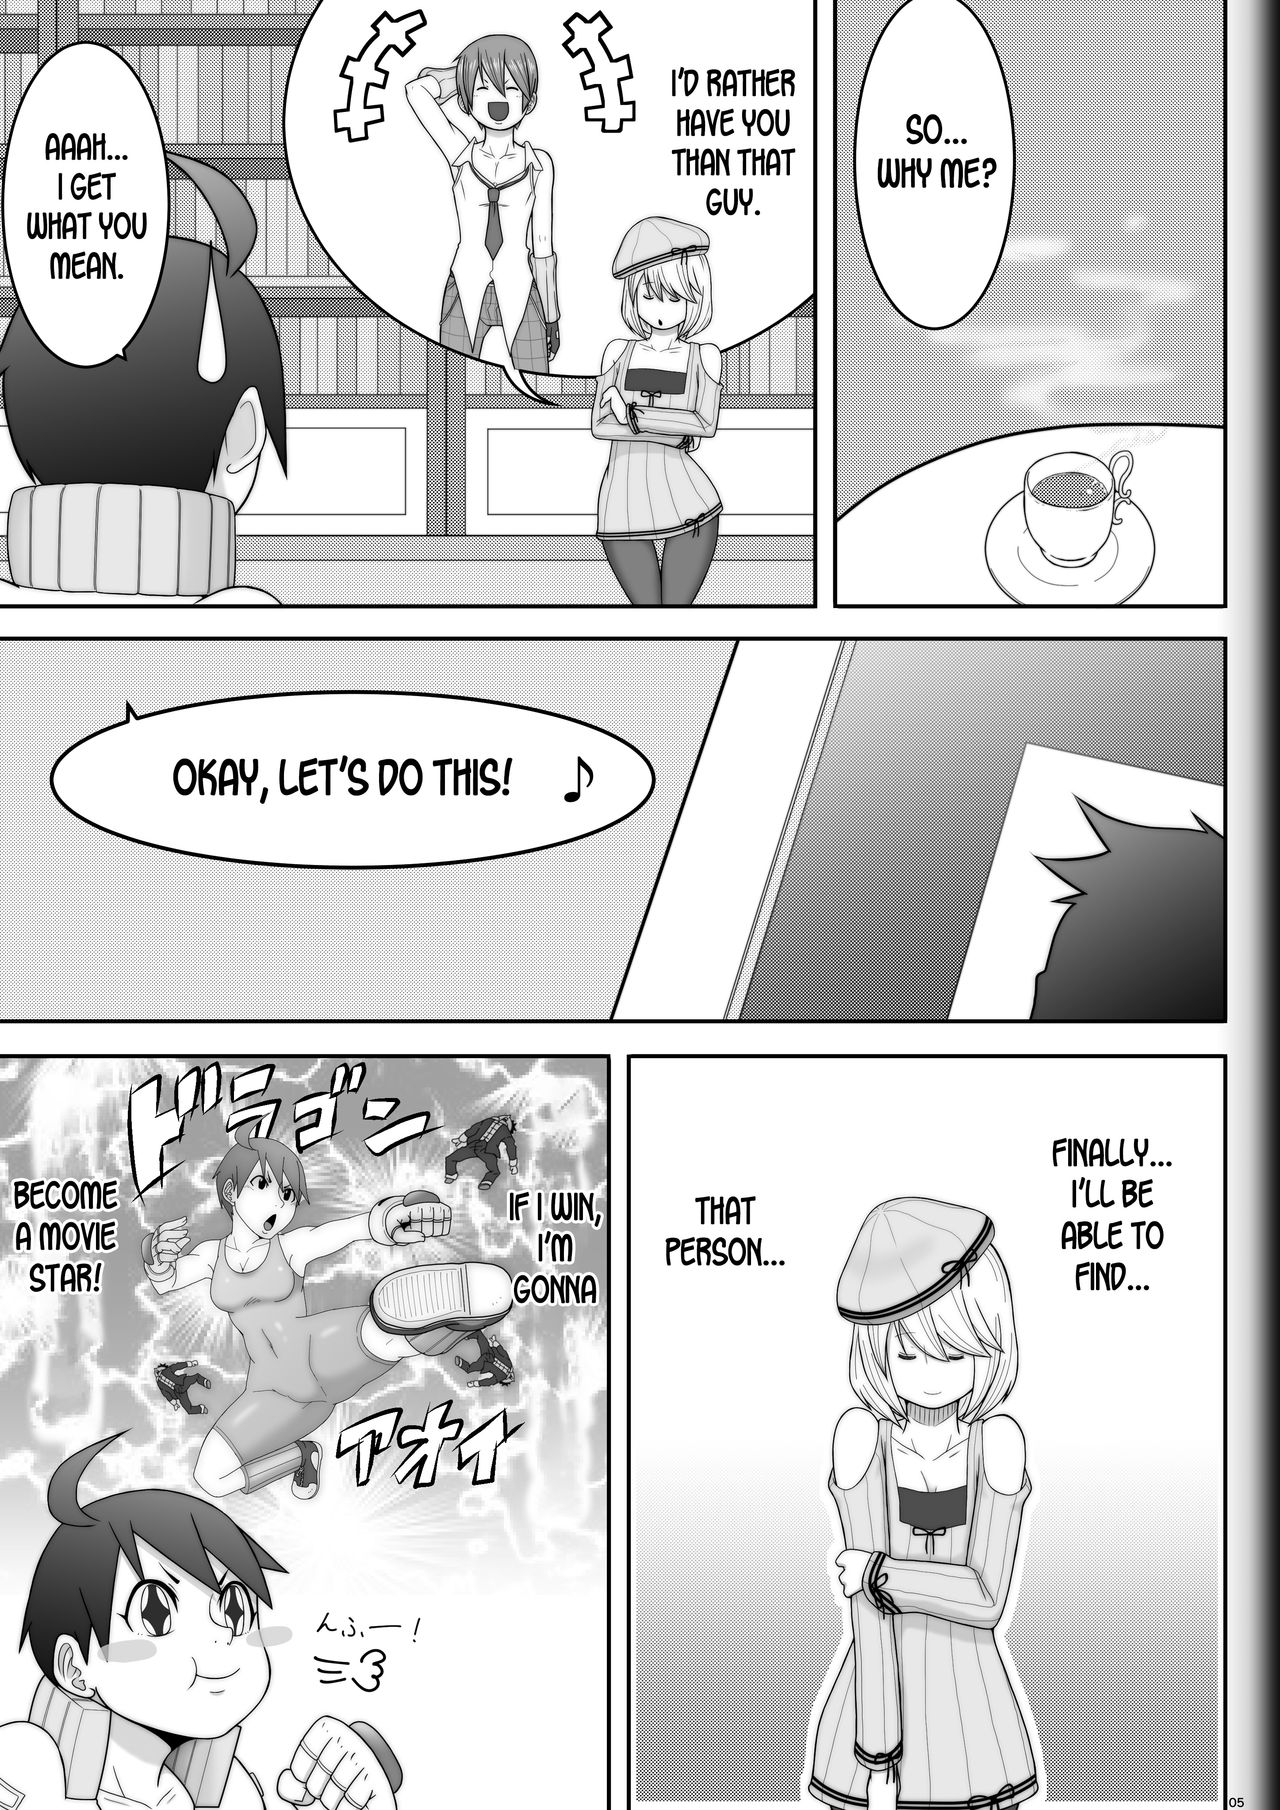 SO...
WHY ME?
I'D RATHER
HAVE YOU
THAN THAT
GUY.
AAAH...
I GET
WHAT YOU
MEAN.
OKAY, LET'S DO THIS! ♪
FINALLY...
I'LL BE
ABLE TO
FIND...
THAT
PERSON...
ドラゴン
IF I WIN,
I'M
GONNA
BECOME
A MOVIE
STAR!
アオイ
んふー!
05